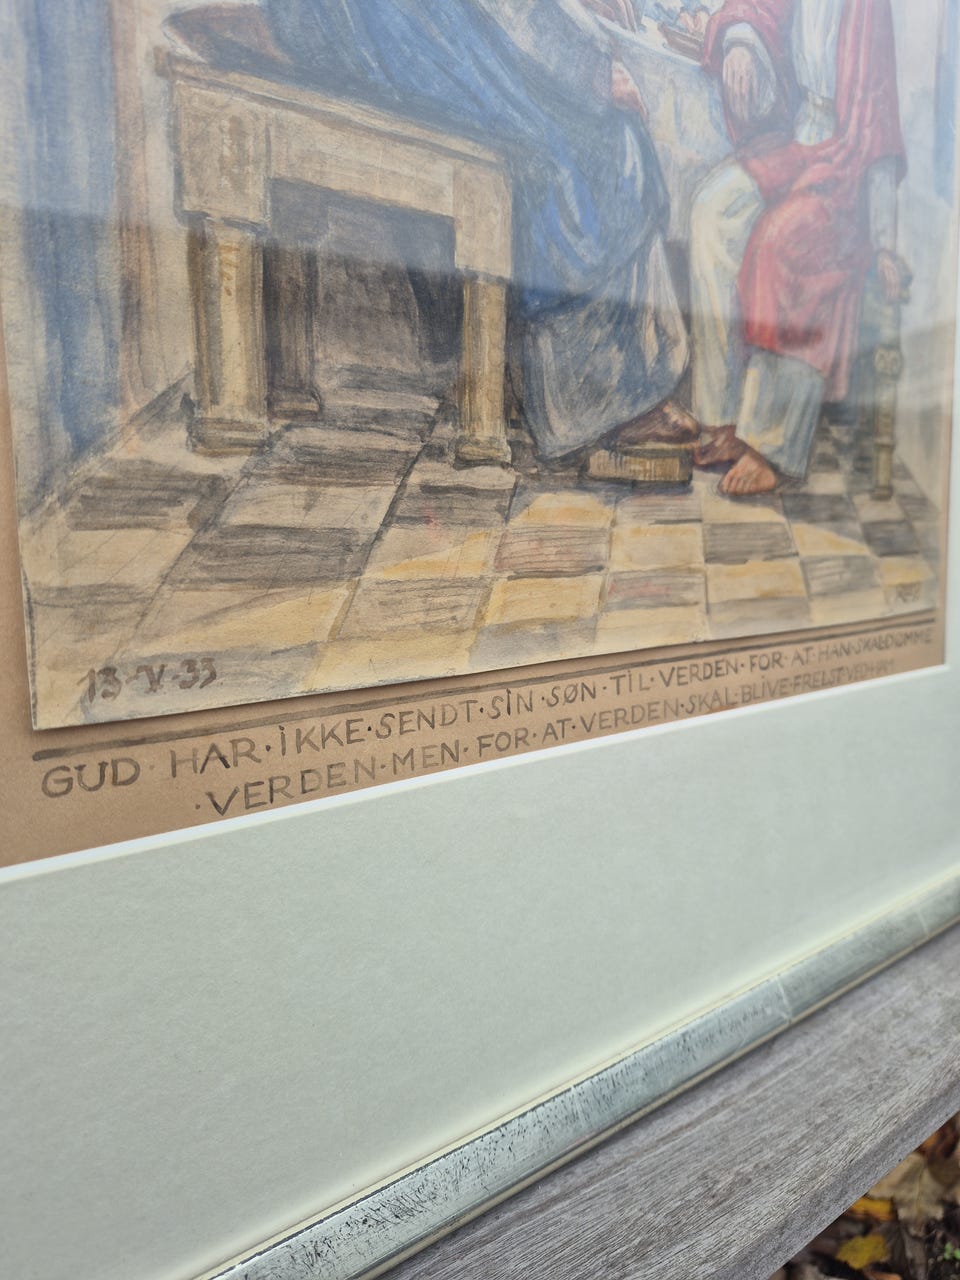 13-V-33
GUD · HAR · IKKE · SENDT · SIN · SØN · TIL · VERDEN · FOR · AT · HAN · SKAL · DØMME
· VERDEN · MEN · FOR · AT · VERDEN · SKAL · BLIVE · FRELST · VED · HAM